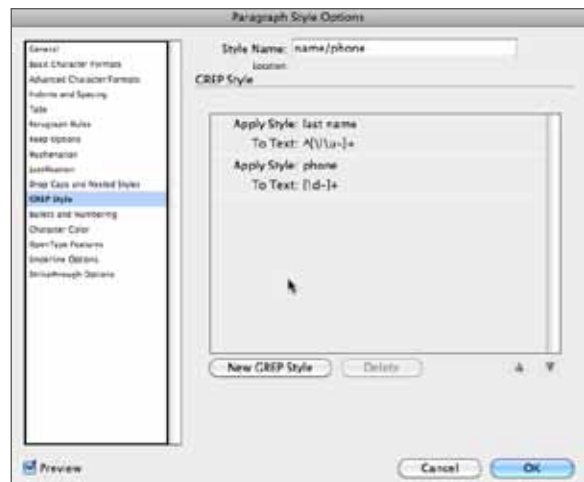 Paragraph Style Options
General
Basic Character Formats
Advanced Character Formats
Indents and Spacing
Tabs
Paragraph Rules
Keep Options
Hyphenation
Justification
Drop Caps and Nested Styles
GREP Style
Bullets and Numbering
Character Color
OpenType Features
Underline Options
Strikethrough Options
Style Name: name/phone
Location:
GREP Style
Apply Style: last name
To Text: ^[\l\u-]+
Apply Style: phone
To Text: [\d-]+
New GREP Style
Delete
Preview
Cancel
OK